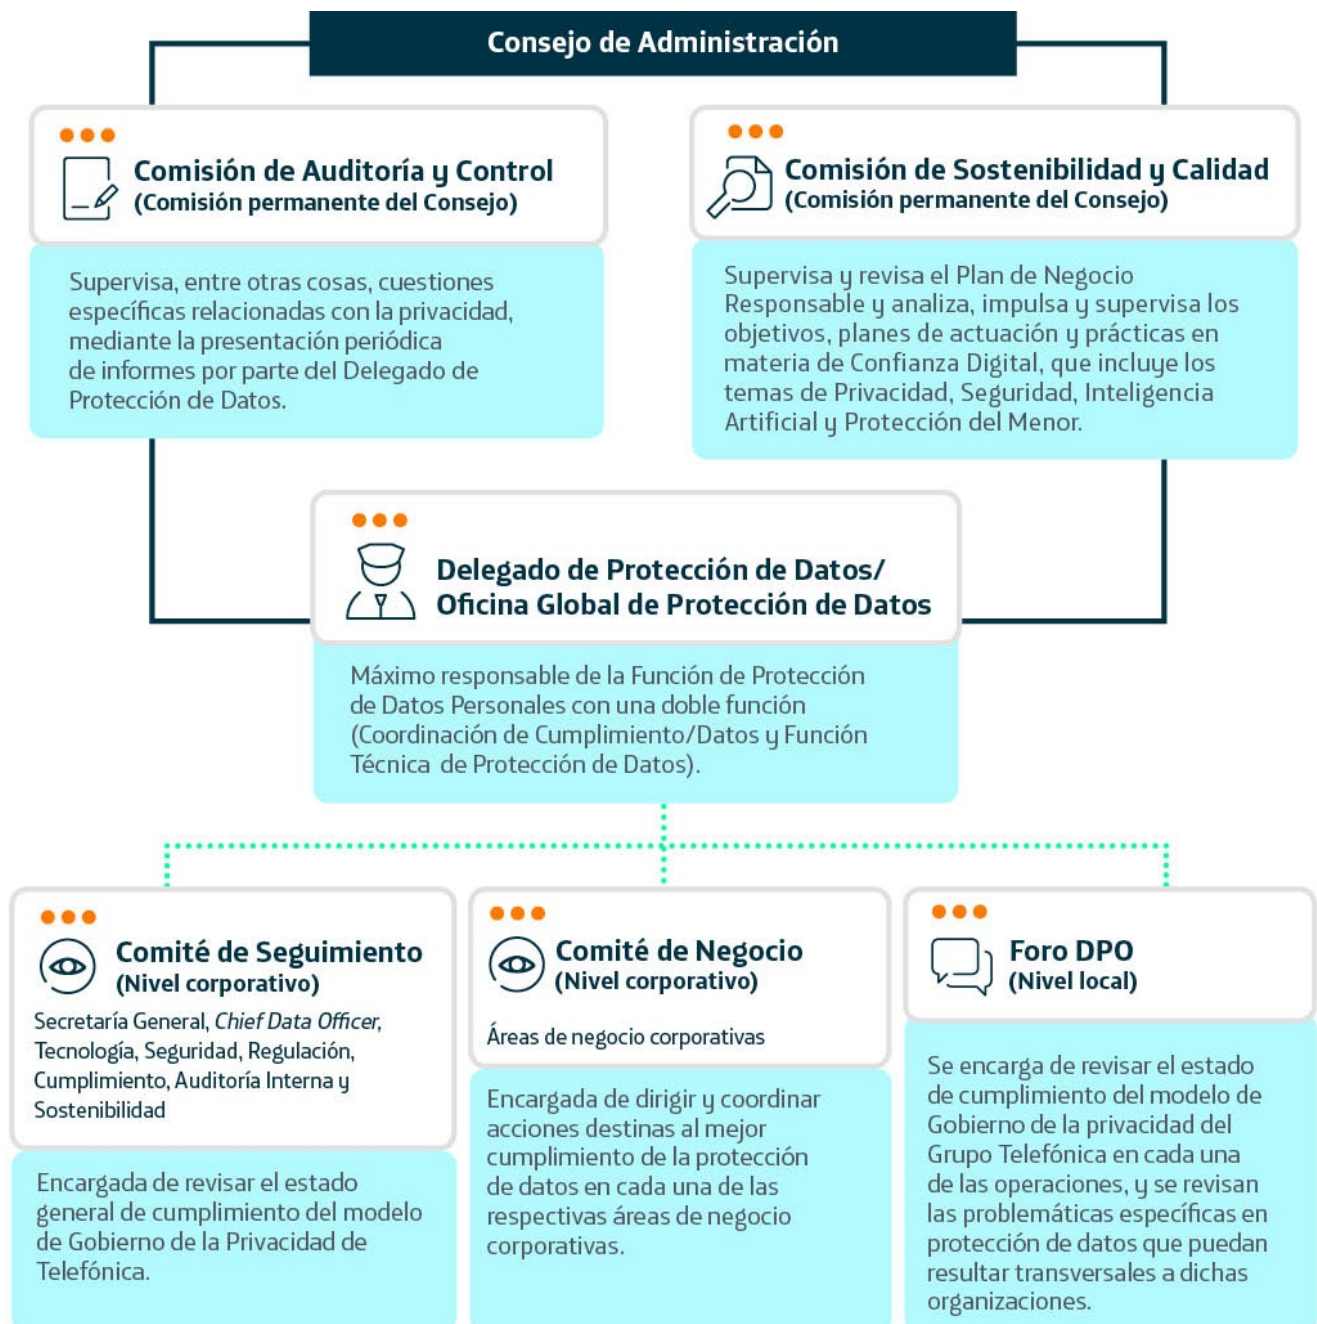 Consejo de Administración
Comisión de Auditoría y Control
(Comisión permanente del Consejo)
Supervisa, entre otras cosas, cuestiones
específicas relacionadas con la privacidad,
mediante la presentación periódica
de informes por parte del Delegado de
Protección de Datos.
Comisión de Sostenibilidad y Calidad
(Comisión permanente del Consejo)
Supervisa y revisa el Plan de Negocio
Responsable y analiza, impulsa y supervisa los
objetivos, planes de actuación y prácticas en
materia de Confianza Digital, que incluye los
temas de Privacidad, Seguridad, Inteligencia
Artificial y Protección del Menor.
Delegado de Protección de Datos/
Oficina Global de Protección de Datos
Máximo responsable de la Función de Protección
de Datos Personales con una doble función
(Coordinación de Cumplimiento/Datos y Función
Técnica de Protección de Datos).
Comité de Seguimiento
(Nivel corporativo)
Secretaría General, Chief Data Officer,
Tecnología, Seguridad, Regulación,
Cumplimiento, Auditoría Interna y
Sostenibilidad
Encargada de revisar el estado
general de cumplimiento del modelo
de Gobierno de la Privacidad de
Telefónica.
Comité de Negocio
(Nivel corporativo)
Áreas de negocio corporativas
Encargada de dirigir y coordinar
acciones destinas al mejor
cumplimiento de la protección
de datos en cada una de las
respectivas áreas de negocio
corporativas.
Foro DPO
(Nivel local)
Se encarga de revisar el estado
de cumplimiento del modelo de
Gobierno de la privacidad del
Grupo Telefónica en cada una
de las operaciones, y se revisan
las problemáticas específicas en
protección de datos que puedan
resultar transversales a dichas
organizaciones.